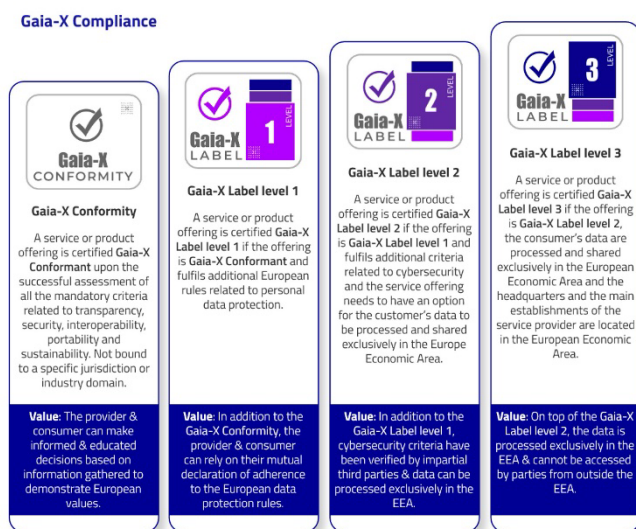 Gaia-X Compliance
Gaia-X
CONFORMITY
Gaia-X Conformity
A service or product
offering is certified Gaia-X
Conformant upon the
successful assessment of
all the mandatory criteria
related to transparency,
security, interoperability,
portability and
sustainability. Not bound
to a specific jurisdiction or
industry domain.
Value: The provider &
consumer can make
informed & educated
decisions based on
information gathered to
demonstrate European
values.
Gaia-X
LABEL
1
LEVEL
Gaia-X Label level 1
A service or product
offering is certified Gaia-X
Label level 1 if the offering
is Gaia-X Conformant and
fulfils additional European
rules related to personal
data protection.
Value: In addition to the
Gaia-X Conformity, the
provider & consumer
can rely on their mutual
declaration of adherence
to the European data
protection rules.
Gaia-X
LABEL
2
LEVEL
Gaia-X Label level 2
A service or product
offering is certified Gaia-X
Label level 2 if the offering
is Gaia-X Label level 1 and
fulfils additional criteria
related to cybersecurity
and the service offering
needs to have an option
for the customer's data to
be processed and shared
exclusively in the Europe
Economic Area.
Value: In addition to the
Gaia-X Label level 1,
cybersecurity criteria have
been verified by impartial
third parties & data can be
processed exclusively in the
EEA.
Gaia-X
LABEL
3
LEVEL
Gaia-X Label level 3
A service or product
offering is certified Gaia-X
Label level 3 if the offering
is Gaia-X Label level 2,
the consumer's data are
processed and shared
exclusively in the European
Economic Area and the
headquarters and the main
establishments of the
service provider are located
in the European Economic
Area.
Value: On top of the Gaia-X
Label level 2, the data is
processed exclusively in the
EEA & cannot be accessed
by parties from outside the
EEA.